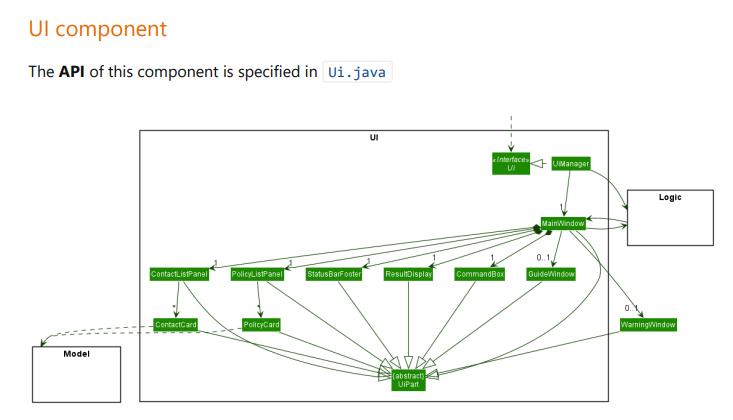 UI component
The API of this component is specified in Ui.java
UI
«Interface»
Ui
UiManager
Logic
1
MainWindow
1
1
1
1
1
0..1
ContactListPanel
PolicyListPanel
StatusBarFooter
ResultDisplay
CommandBox
GuideWindow
*
*
0..1
ContactCard
PolicyCard
WarningWindow
Model
{abstract}
UiPart